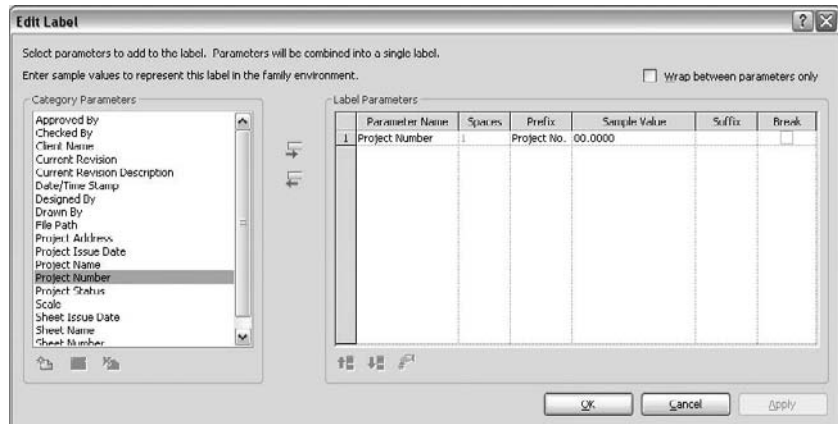 Edit Label
Select parameters to add to the label. Parameters will be combined into a single label.
Enter sample values to represent this label in the family environment.
Wrap between parameters only
Category Parameters
Approved By
Checked By
Client Name
Current Revision
Current Revision Description
Date/Time Stamp
Designed By
Drawn By
File Path
Project Address
Project Issue Date
Project Name
Project Number
Project Status
Scale
Sheet Issue Date
Sheet Name
Sheet Number
Label Parameters
Parameter Name Spaces Prefix Sample Value Suffix Break
1 Project Number 1 Project No. 00.0000
OK Cancel Apply